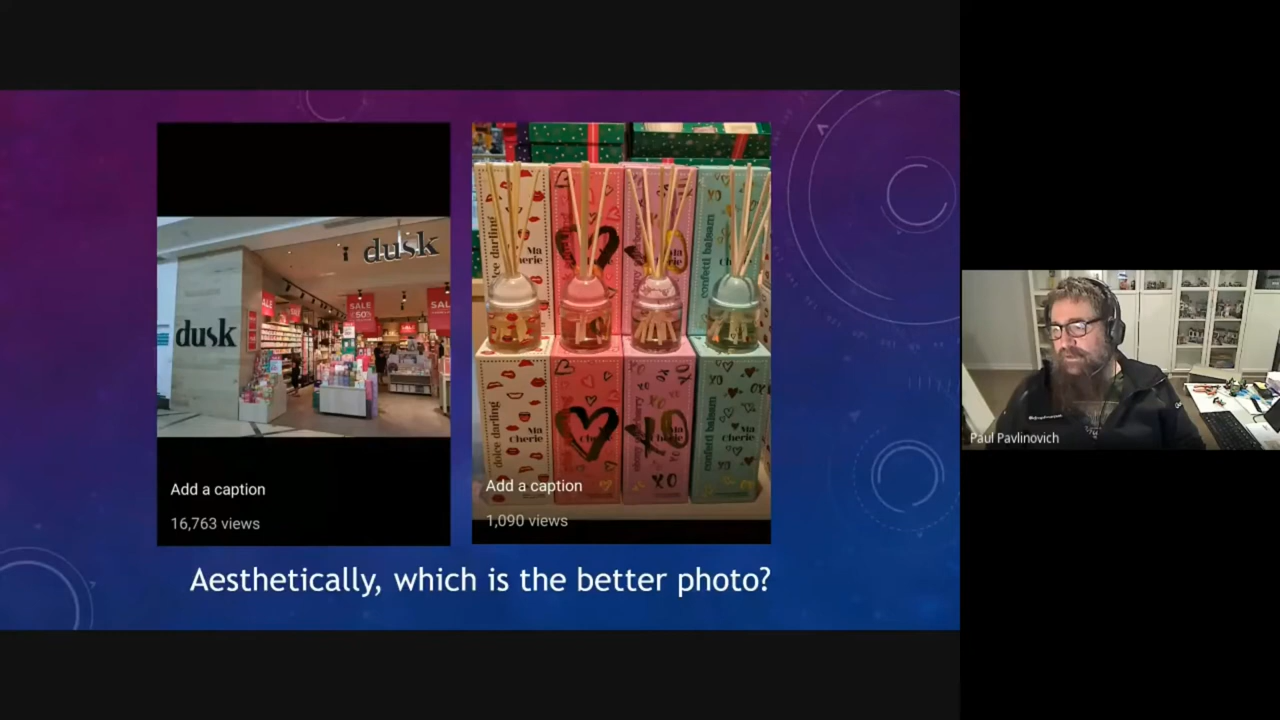 dusk
dusk
SALE
SALE
50%
SAL
Add a caption
16,763 views
dolce darling
Ma
Cherie
confetti balsam
Ma
Cherie
dolce darling
Ma
Cherie
confetti balsam
Ma
Cherie
XO
XO
Add a caption
1,090 views
Aesthetically, which is the better photo?
Paul Pavlinovich